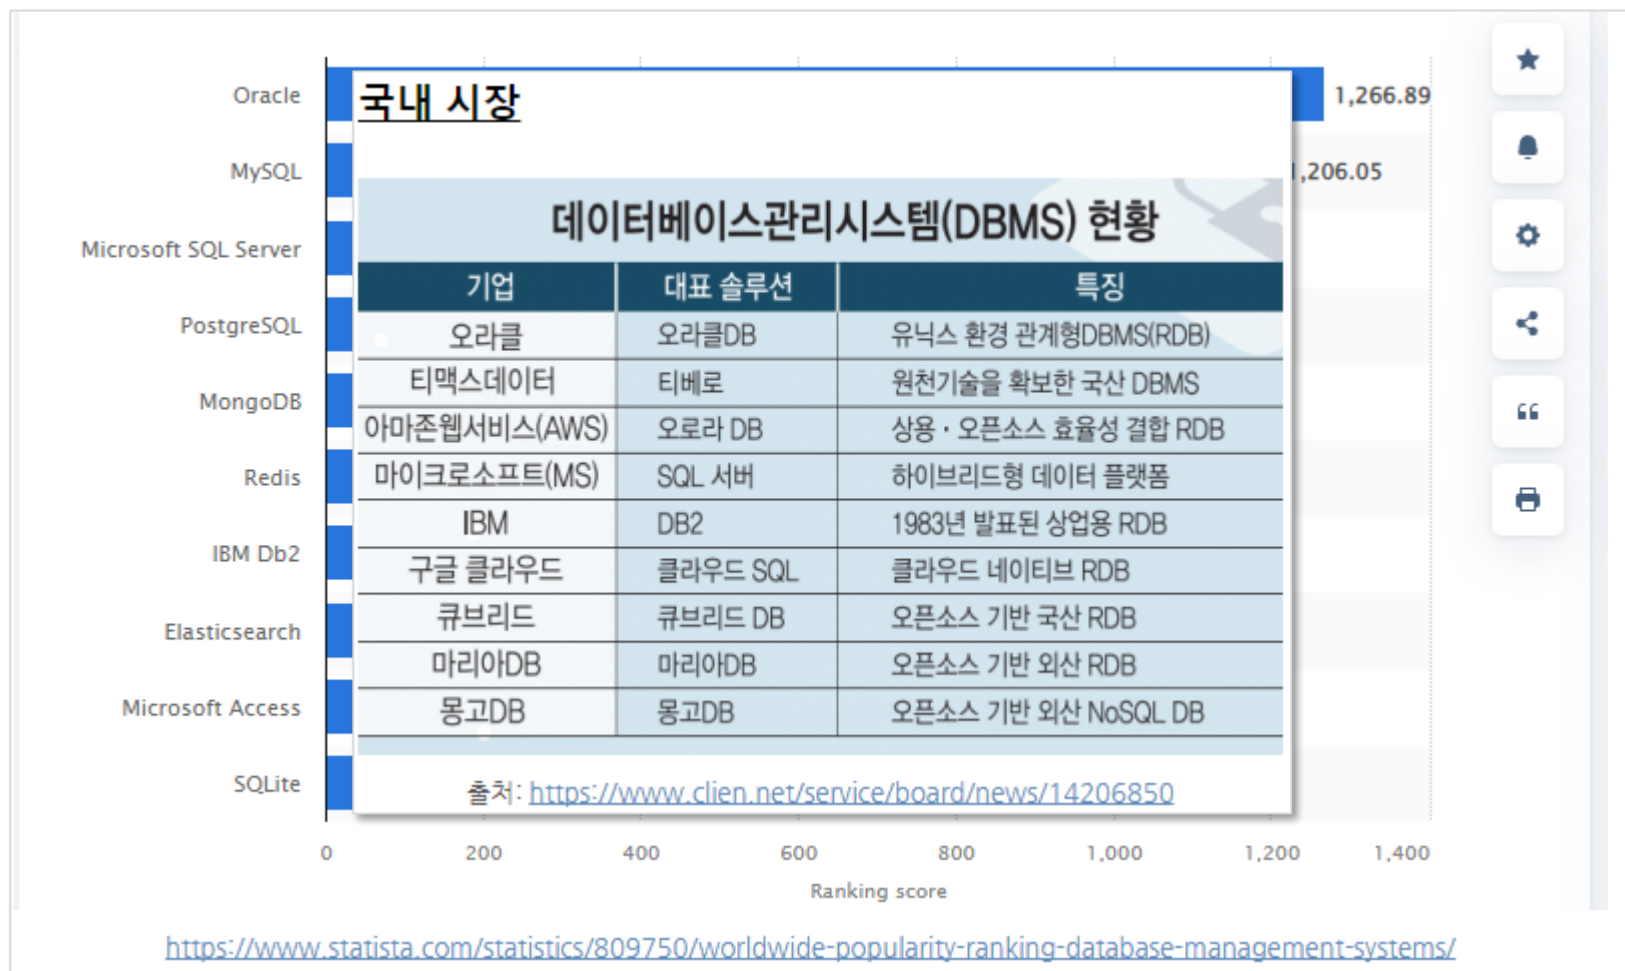 Oracle
1,266.89
MySQL
,206.05
Microsoft SQL Server
PostgreSQL
MongoDB
Redis
IBM Db2
Elasticsearch
Microsoft Access
SQLite
국내 시장
데이터베이스관리시스템(DBMS) 현황
기업 대표 솔루션 특징
오라클 오라클DB 유닉스 환경 관계형DBMS(RDB)
티맥스데이터 티베로 원천기술을 확보한 국산 DBMS
아마존웹서비스(AWS) 오로라 DB 상용·오픈소스 효율성 결합 RDB
마이크로소프트(MS) SQL 서버 하이브리드형 데이터 플랫폼
IBM DB2 1983년 발표된 상업용 RDB
구글 클라우드 클라우드 SQL 클라우드 네이티브 RDB
큐브리드 큐브리드 DB 오픈소스 기반 국산 RDB
마리아DB 마리아DB 오픈소스 기반 외산 RDB
몽고DB 몽고DB 오픈소스 기반 외산 NoSQL DB
출처: https://www.clien.net/service/board/news/14206850
0 200 400 600 800 1,000 1,200 1,400
Ranking score
https://www.statista.com/statistics/809750/worldwide-popularity-ranking-database-management-systems/